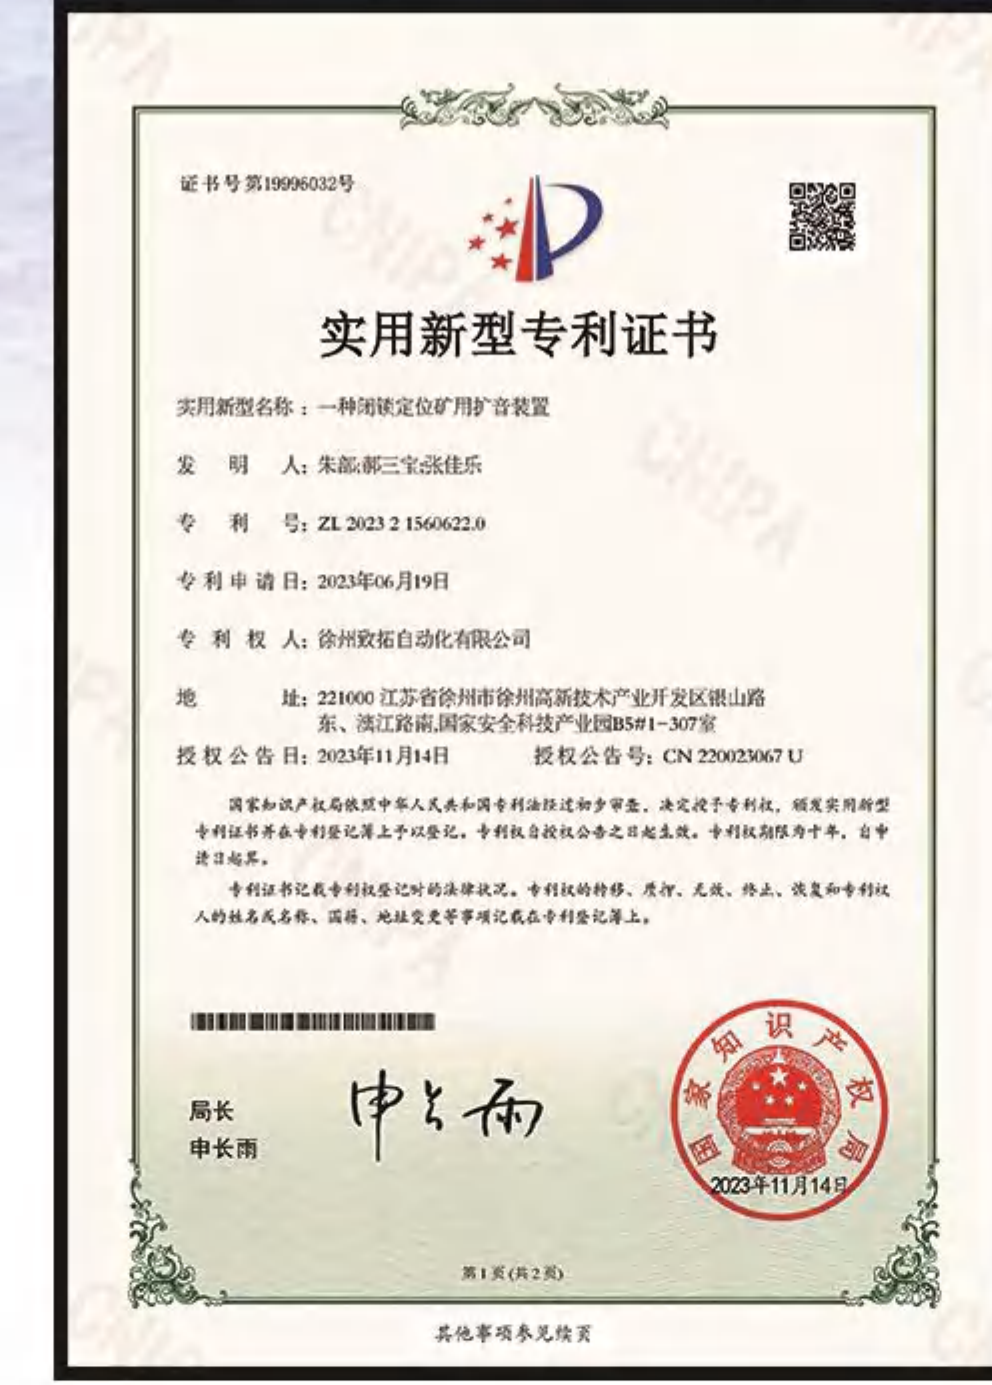 证书号第19996032号
实用新型专利证书
实用新型名称：一种闭锁定位矿用扩音装置
发明人：朱部;郝三宝;张佳乐
专利号：ZL 2023 2 1560622.0
专利申请日：2023年06月19日
专利权人：徐州致拓自动化有限公司
地址：221000 江苏省徐州市徐州高新技术产业开发区银山路
东、漓江路南,国家安全科技产业园B5#1-307室
授权公告日：2023年11月14日 授权公告号：CN 220023067 U
国家知识产权局依照中华人民共和国专利法经过初步审查，决定授予专利权，颁发实用新型
专利证书并在专利登记簿上予以登记。专利权自授权公告之日起生效。专利权期限为十年，自申
请日起算。
专利证书记载专利权登记时的法律状况。专利权的转移、质押、无效、终止、恢复和专利权
人的姓名或名称、国籍、地址变更等事项记载在专利登记簿上。
局长
申长雨
申长雨
国家知识产权局
2023年11月14日
第1页(共2页)
其他事项参见续页